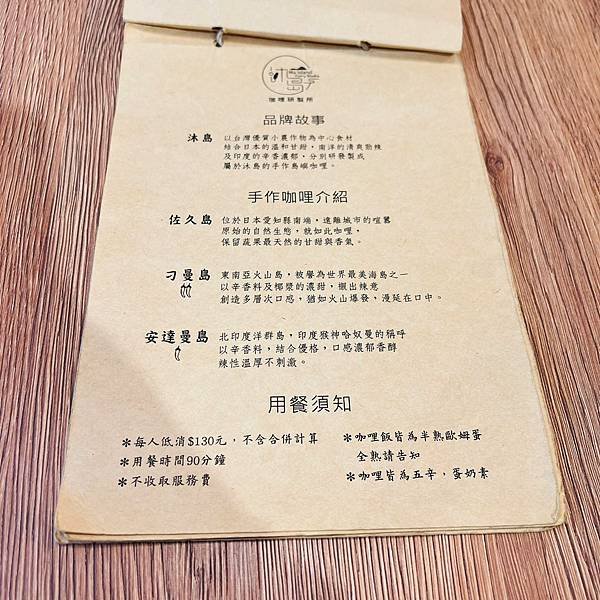 沐島
咖哩研製所
品牌故事
沐島 以台灣優質小農作物為中心食材
結合日本的溫和甘甜，南洋的清爽勁辣
及印度的辛香濃郁，分別研發製成
屬於沐島的手作島嶼咖哩。
手作咖哩介紹
佐久島 位於日本愛知縣南端，遠離城市的喧囂
原始的自然生態，就如此咖哩，
保留蔬果最天然的甘甜與香氣。
刁曼島 東南亞火山島，被譽為世界最美海島之一
以辛香料及椰漿的濃甜，襯出辣意
創造多層次口感，猶如火山爆發，漫延在口中。
安達曼島 北印度洋群島，印度猴神哈奴曼的稱呼
以辛香料，結合優格，口感濃郁香醇
辣性溫厚不刺激。
用餐須知
＊每人低消$130元，不含合併計算
＊用餐時間90分鐘
＊不收取服務費
＊咖哩飯皆為半熟歐姆蛋
全熟請告知
＊咖哩皆為五辛，蛋奶素